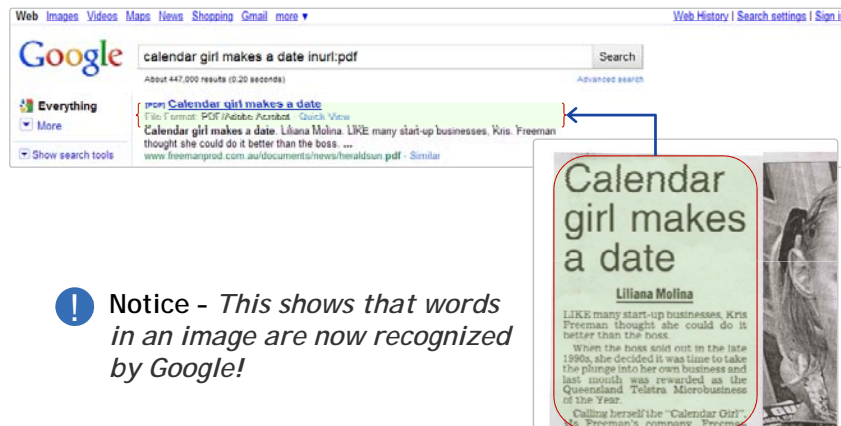 Web Images Videos Maps News Shopping Gmail more ▼ Web History | Search settings | Sign i
Google calendar girl makes a date inurl:pdf Search
About 447,000 results (0.20 seconds) Advanced search
Everything
More
Show search tools
[PDF] Calendar girl makes a date
File Format: PDF/Adobe Acrobat - Quick View
Calendar girl makes a date. Liliana Molina. LIKE many start-up businesses, Kris. Freeman
thought she could do it better than the boss. ...
www.freemanprod.com.au/documents/news/heraldsun.pdf - Similar
Calendar
girl makes
a date
Liliana Molina
LIKE many start-up businesses, Kris
Freeman thought she could do it
better than the boss.
When the boss sold out in the late
1990s, she decided it was time to take
the plunge into her own business and
last month was rewarded as the
Queensland Telstra Microbusiness
of the Year.
Calling herself the "Calendar Girl",
Freeman's company, Freeman
! Notice - This shows that words
in an image are now recognized
by Google!